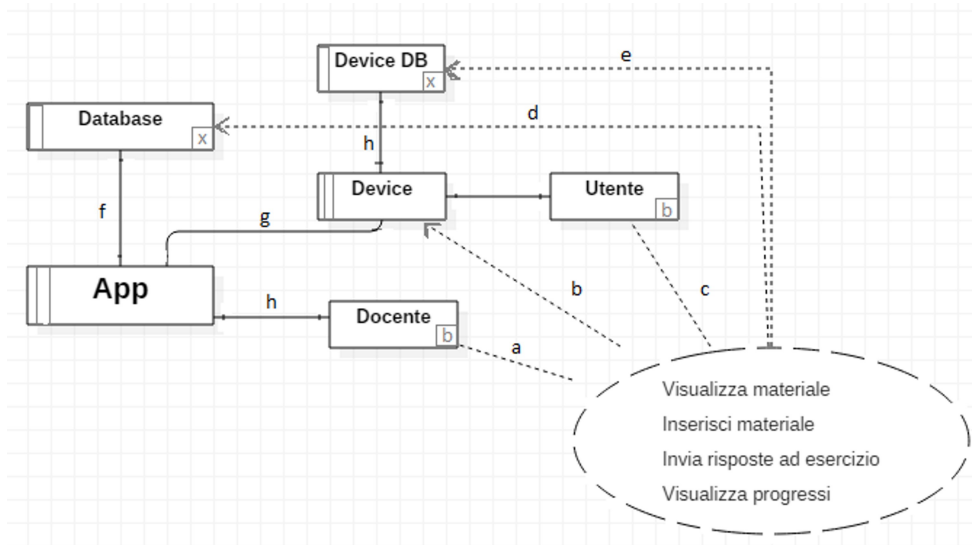 Device DB
x
e
Database
x
d
h
Device
Utente
b
f
g
App
h
Docente
b
a
b
c
Visualizza materiale
Inserisci materiale
Invia risposte ad esercizio
Visualizza progressi